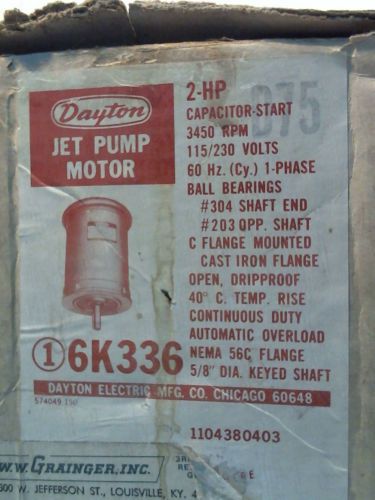 Dayton
JET PUMP
MOTOR
2-HP
CAPACITOR-START
3450 RPM
D75
115/230 VOLTS
60 Hz. (Cy.) 1-PHASE
BALL BEARINGS
#304 SHAFT END
#203 OPP. SHAFT
C FLANGE MOUNTED
CAST IRON FLANGE
OPEN, DRIPPROOF
40° C. TEMP. RISE
CONTINUOUS DUTY
AUTOMATIC OVERLOAD
NEMA 56C FLANGE
5/8" DIA. KEYED SHAFT
1 6K336
DAYTON ELECTRIC MFG. CO. CHICAGO 60648
574049 150
1104380403
W.W. GRAINGER, INC.
W. JEFFERSON ST., LOUISVILLE, KY.